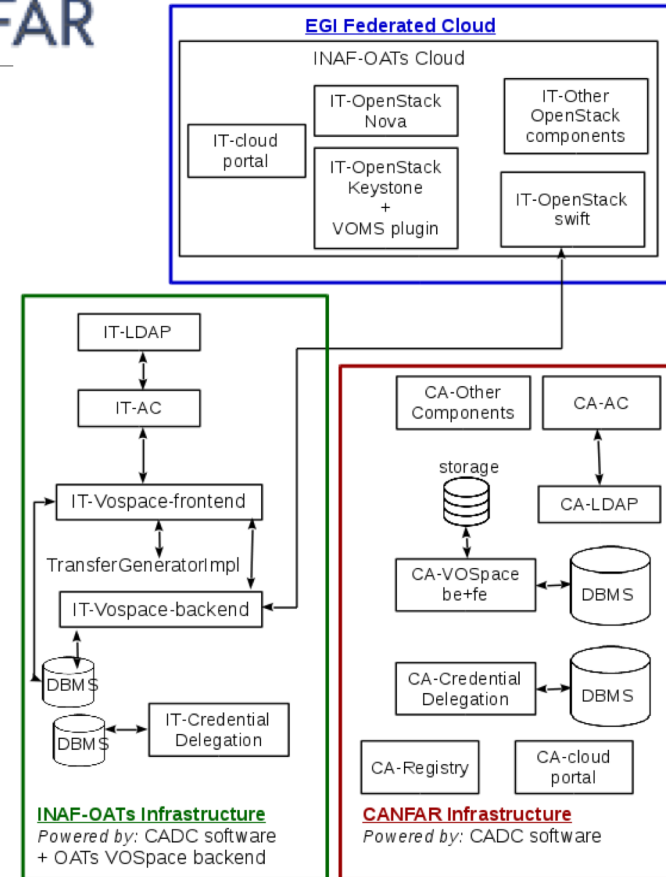 FAR
EGI Federated Cloud
INAF-OATs Cloud
IT-cloud
portal
IT-OpenStack
Nova
IT-OpenStack
Keystone
+
VOMS plugin
IT-Other
OpenStack
components
IT-OpenStack
swift
IT-LDAP
IT-AC
IT-Vospace-frontend
TransferGeneratorImpl
IT-Vospace-backend
DBMS
DBMS
IT-Credential
Delegation
INAF-OATs Infrastructure
Powered by: CADC software
+ OATs VOSpace backend
CA-Other
Components
CA-AC
storage
CA-LDAP
CA-VOSpace
be+fe
DBMS
CA-Credential
Delegation
DBMS
CA-Registry
CA-cloud
portal
CANFAR Infrastructure
Powered by: CADC software